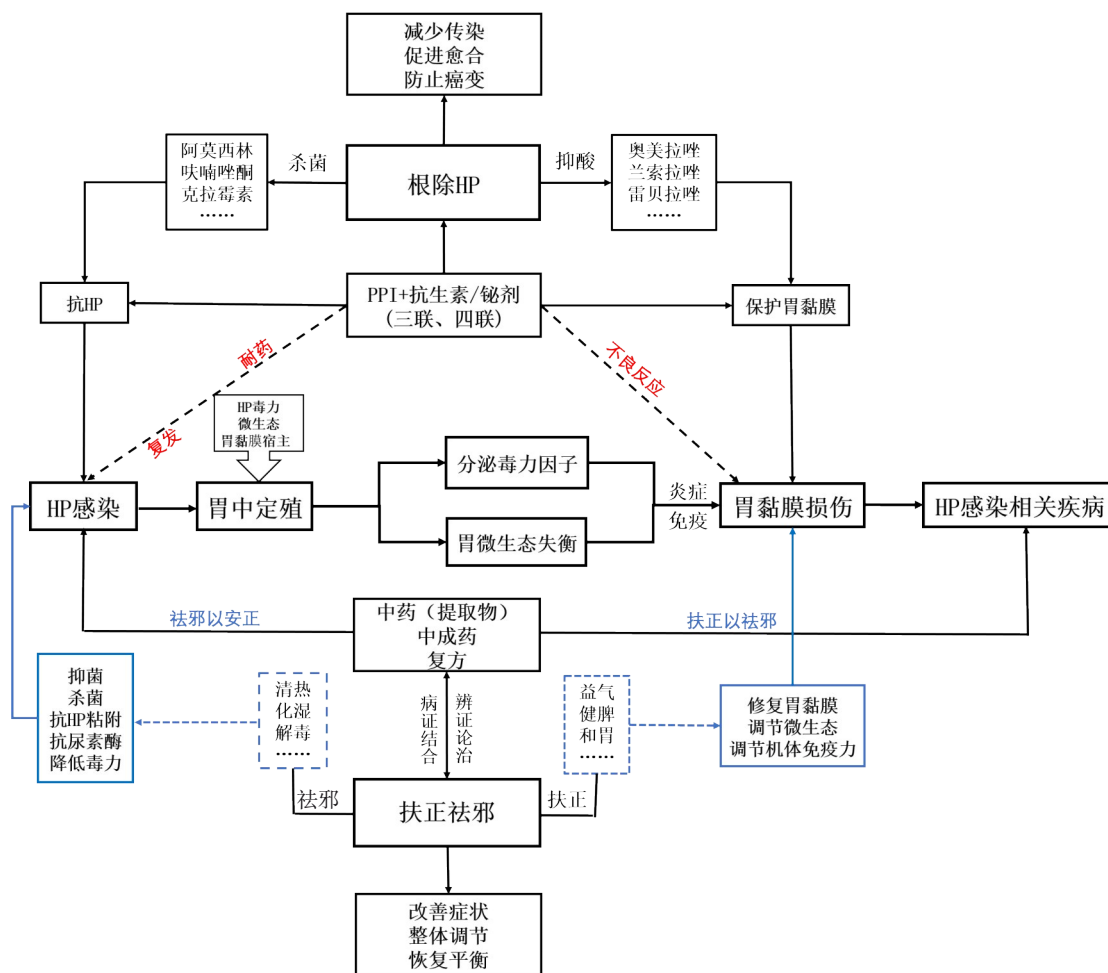 减少传染
促进愈合
防止癌变
阿莫西林
呋喃唑酮
克拉霉素
……
杀菌
根除HP
抑酸
奥美拉唑
兰索拉唑
雷贝拉唑
……
抗HP
PPI+抗生素/铋剂
(三联、四联)
保护胃黏膜
耐药
复发
不良反应
HP毒力
微生态
胃黏膜宿主
HP感染
胃中定殖
分泌毒力因子
胃微生态失衡
炎症
免疫
胃黏膜损伤
HP感染相关疾病
祛邪以安正
中药（提取物）
中成药
复方
扶正以祛邪
抑菌
杀菌
抗HP粘附
抗尿素酶
降低毒力
清热
化湿
解毒
……
病证结合
辨证论治
益气
健脾
和胃
……
修复胃黏膜
调节微生态
调节机体免疫力
祛邪
扶正祛邪
扶正
改善症状
整体调节
恢复平衡